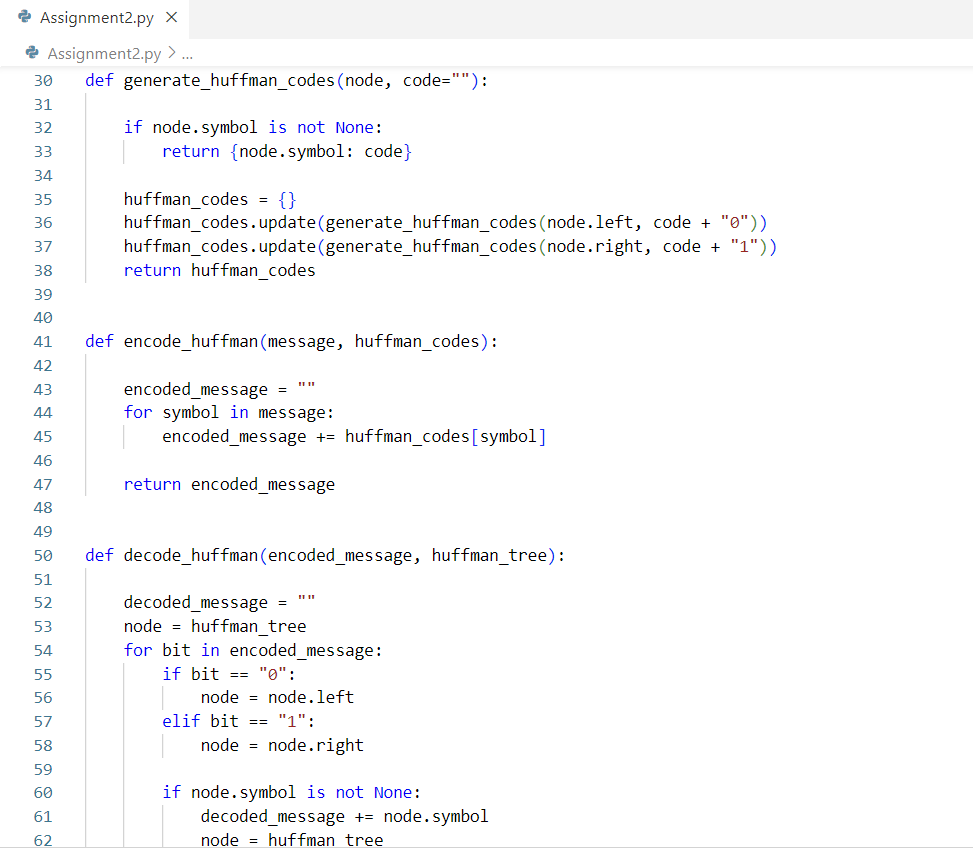 Assignment2.py ×
Assignment2.py > ...
30 def generate_huffman_codes(node, code=""):
31
32     if node.symbol is not None:
33         return {node.symbol: code}
34
35     huffman_codes = {}
36     huffman_codes.update(generate_huffman_codes(node.left, code + "0"))
37     huffman_codes.update(generate_huffman_codes(node.right, code + "1"))
38     return huffman_codes
39
40
41 def encode_huffman(message, huffman_codes):
42
43     encoded_message = ""
44     for symbol in message:
45         encoded_message += huffman_codes[symbol]
46
47     return encoded_message
48
49
50 def decode_huffman(encoded_message, huffman_tree):
51
52     decoded_message = ""
53     node = huffman_tree
54     for bit in encoded_message:
55         if bit == "0":
56             node = node.left
57         elif bit == "1":
58             node = node.right
59
60         if node.symbol is not None:
61             decoded_message += node.symbol
62             node = huffman_tree